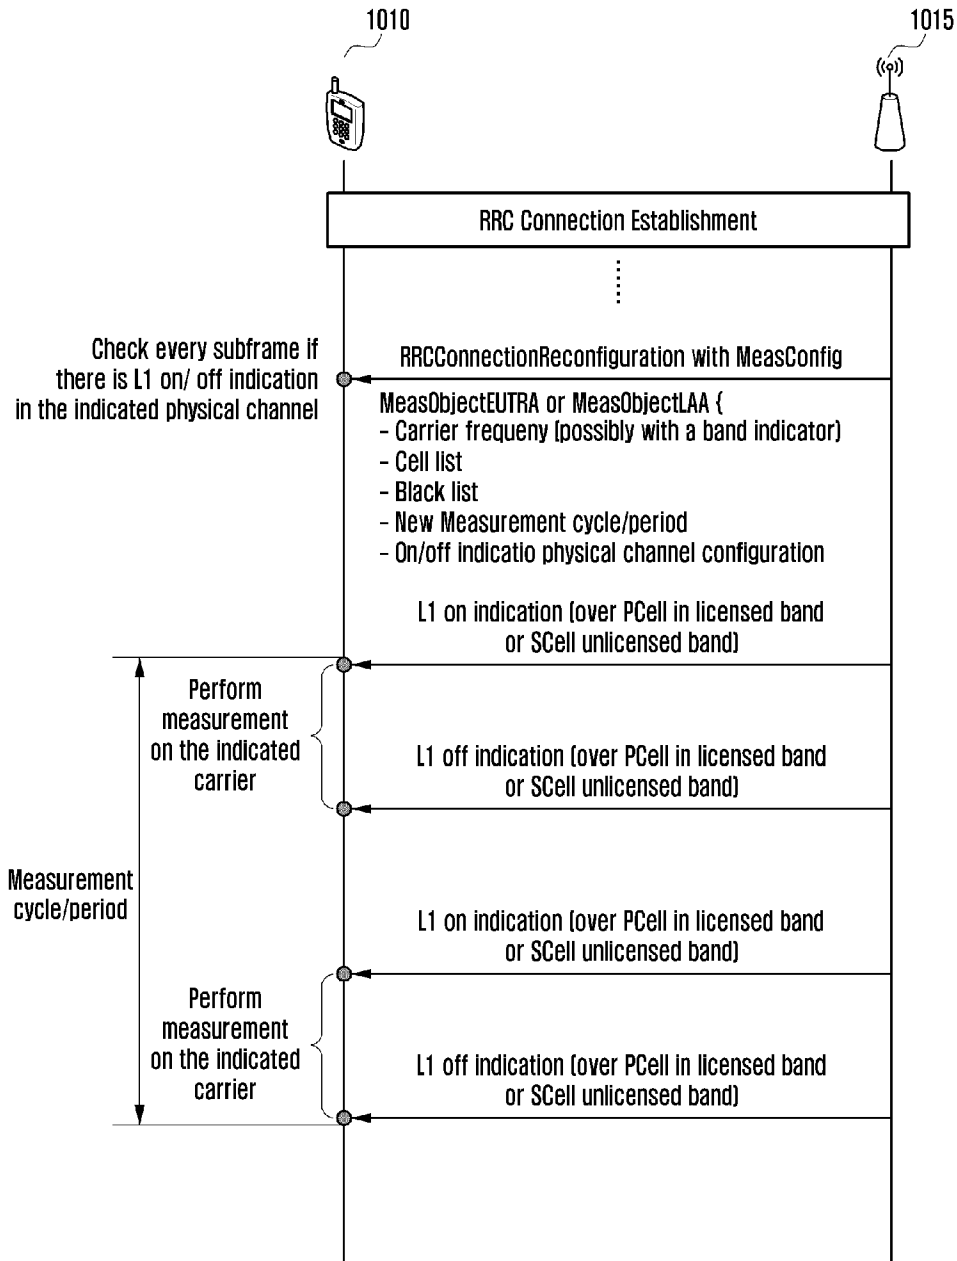 1010
1015
RRC Connection Establishment
Check every subframe if
there is L1 on/ off indication
in the indicated physical channel
RRCConnectionReconfiguration with MeasConfig
MeasObjectEUTRA or MeasObjectLAA {
- Carrier frequeny (possibly with a band indicator)
- Cell list
- Black list
- New Measurement cycle/period
- On/off indicatio physical channel configuration
L1 on indication (over PCell in licensed band
or SCell unlicensed band)
Perform
measurement
on the indicated
carrier
L1 off indication (over PCell in licensed band
or SCell unlicensed band)
Measurement
cycle/period
L1 on indication (over PCell in licensed band
or SCell unlicensed band)
Perform
measurement
on the indicated
carrier
L1 off indication (over PCell in licensed band
or SCell unlicensed band)